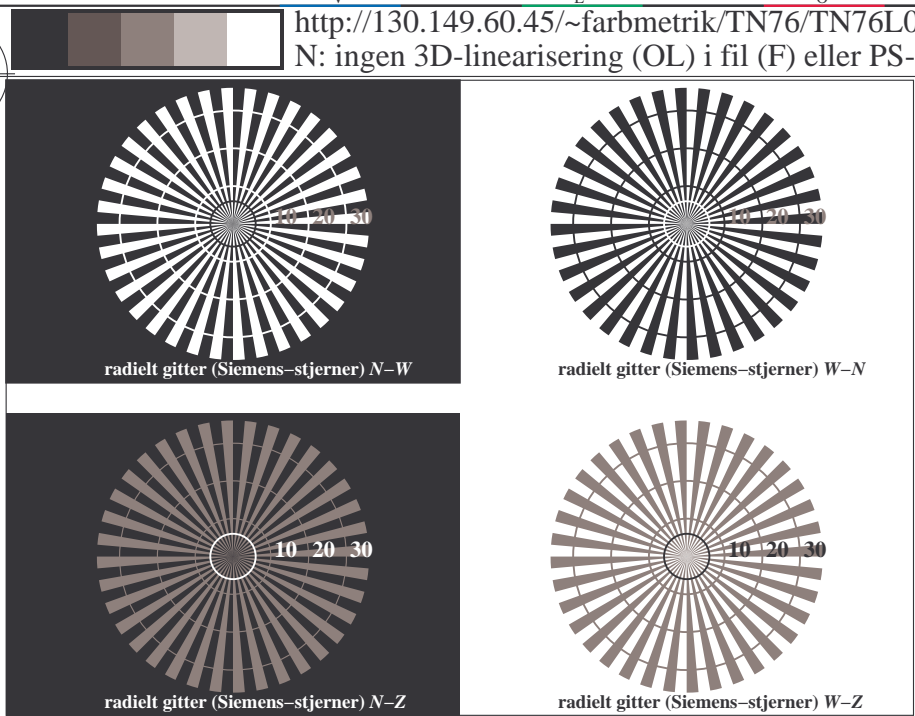 http://130.149.60.45/~farbmetrik/TN76/TN76L0
N: ingen 3D-linearisering (OL) i fil (F) eller PS-
10 20 30
radielt gitter (Siemens−stjerner) N−W
10 20 30
radielt gitter (Siemens−stjerner) W−N
10 20 30
radielt gitter (Siemens−stjerner) N−Z
10 20 30
radielt gitter (Siemens−stjerner) W−Z